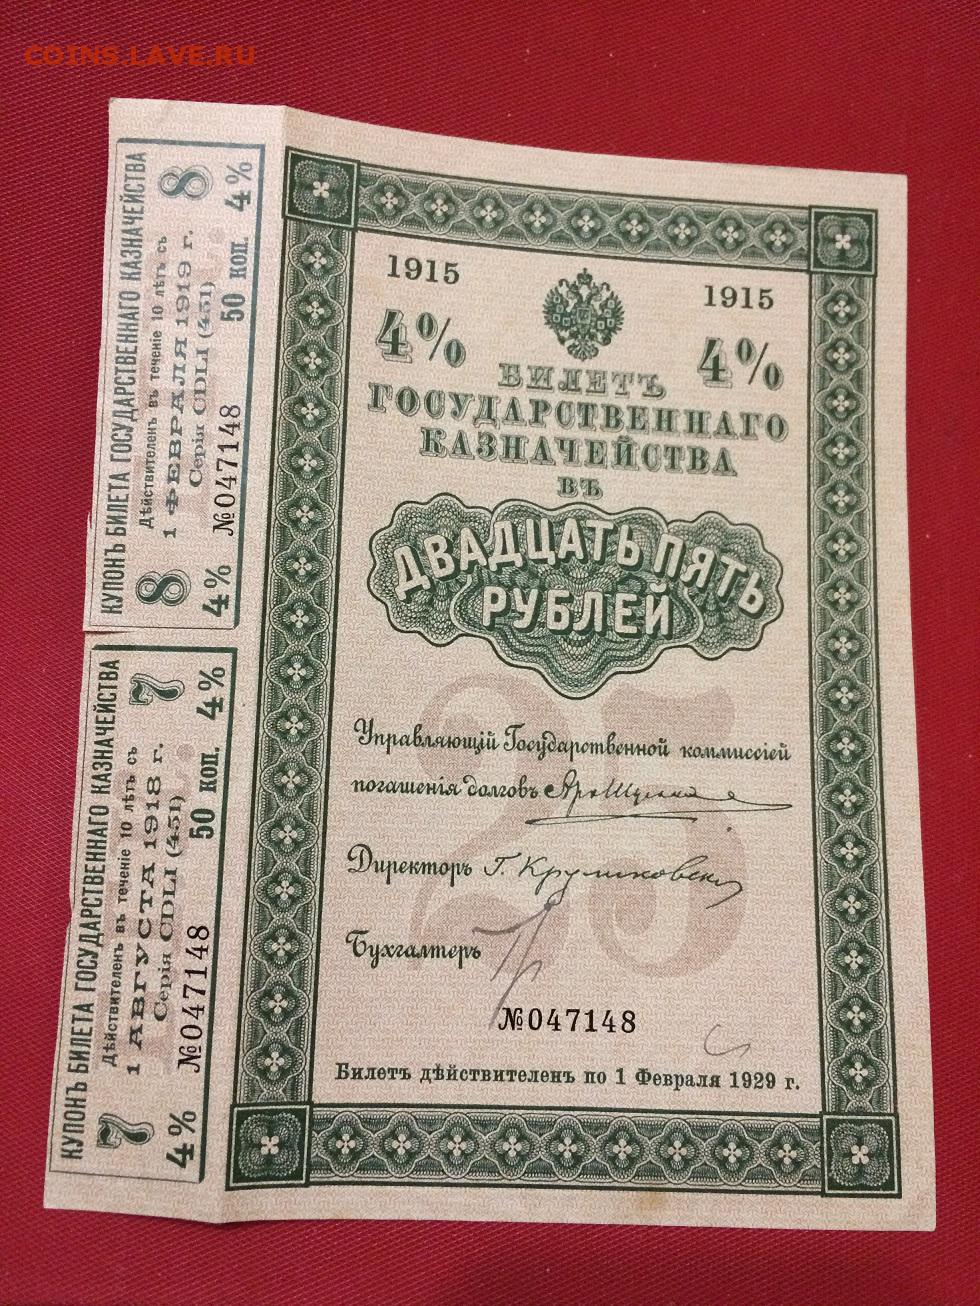 COINS.LAVE.RU
КУПОНЪ БИЛЕТА ГОСУДАРСТВЕННАГО КАЗНАЧЕЙСТВА
8 Дѣйствителенъ въ теченіе 10 лѣтъ съ 8
1 ФЕВРАЛЯ 1919 г.
Серія CDLI (451)
4% №047148 50 коп. 4%
КУПОНЪ БИЛЕТА ГОСУДАРСТВЕННАГО КАЗНАЧЕЙСТВА
7 Дѣйствителенъ въ теченіе 10 лѣтъ съ 7
1 АВГУСТА 1918 г.
Серія CDLI (451)
4% №047148 50 коп. 4%
1915 1915
4% 4%
БИЛЕТЪ
ГОСУДАРСТВЕННАГО
КАЗНАЧЕЙСТВА
ВЪ
ДВАДЦАТЬ ПЯТЬ
РУБЛЕЙ
25
Управляющій Государственной коммиссіей
погашенія долговъ
Директоръ Г. Круликовскій
Бухгалтеръ
№047148
Билетъ дѣйствителенъ по 1 Февраля 1929 г.